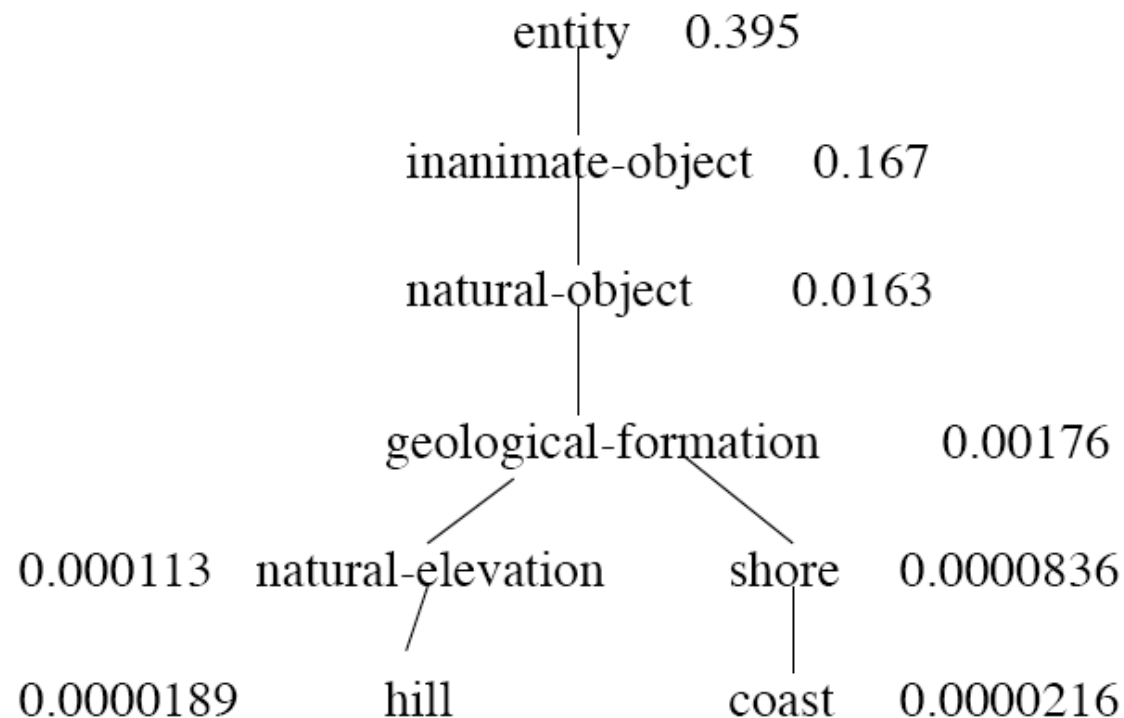 entity 0.395
inanimate-object 0.167
natural-object 0.0163
geological-formation 0.00176
0.000113 natural-elevation shore 0.0000836
0.0000189 hill coast 0.0000216